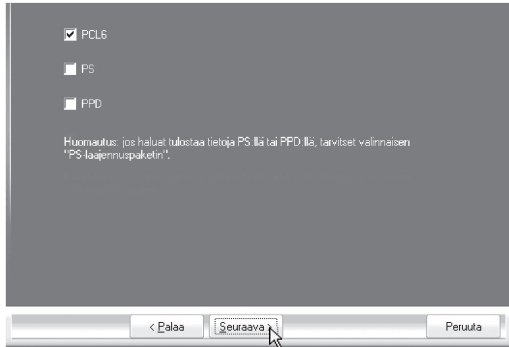 PCL6
PS
PPD
Huomautus: jos haluat tulostaa tietoja PS:llä tai PPD:llä, tarvitset valinnaisen
"PS-laajennuspaketin".
< Palaa
Seuraava >
Peruuta